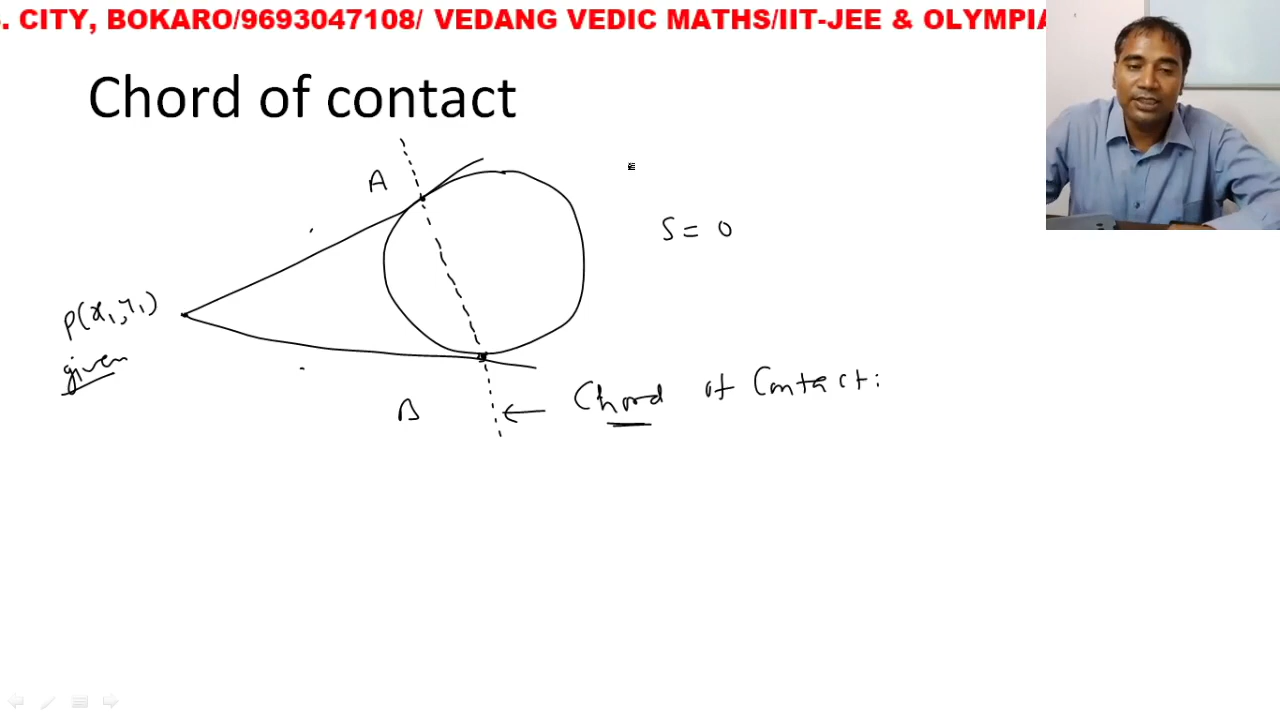 . CITY, BOKARO/9693047108/ VEDANG VEDIC MATHS/IIT-JEE & OLYMPIA
Chord of contact
A
S = 0
P(x₁, y₁)
given
B
Chord of Contact: